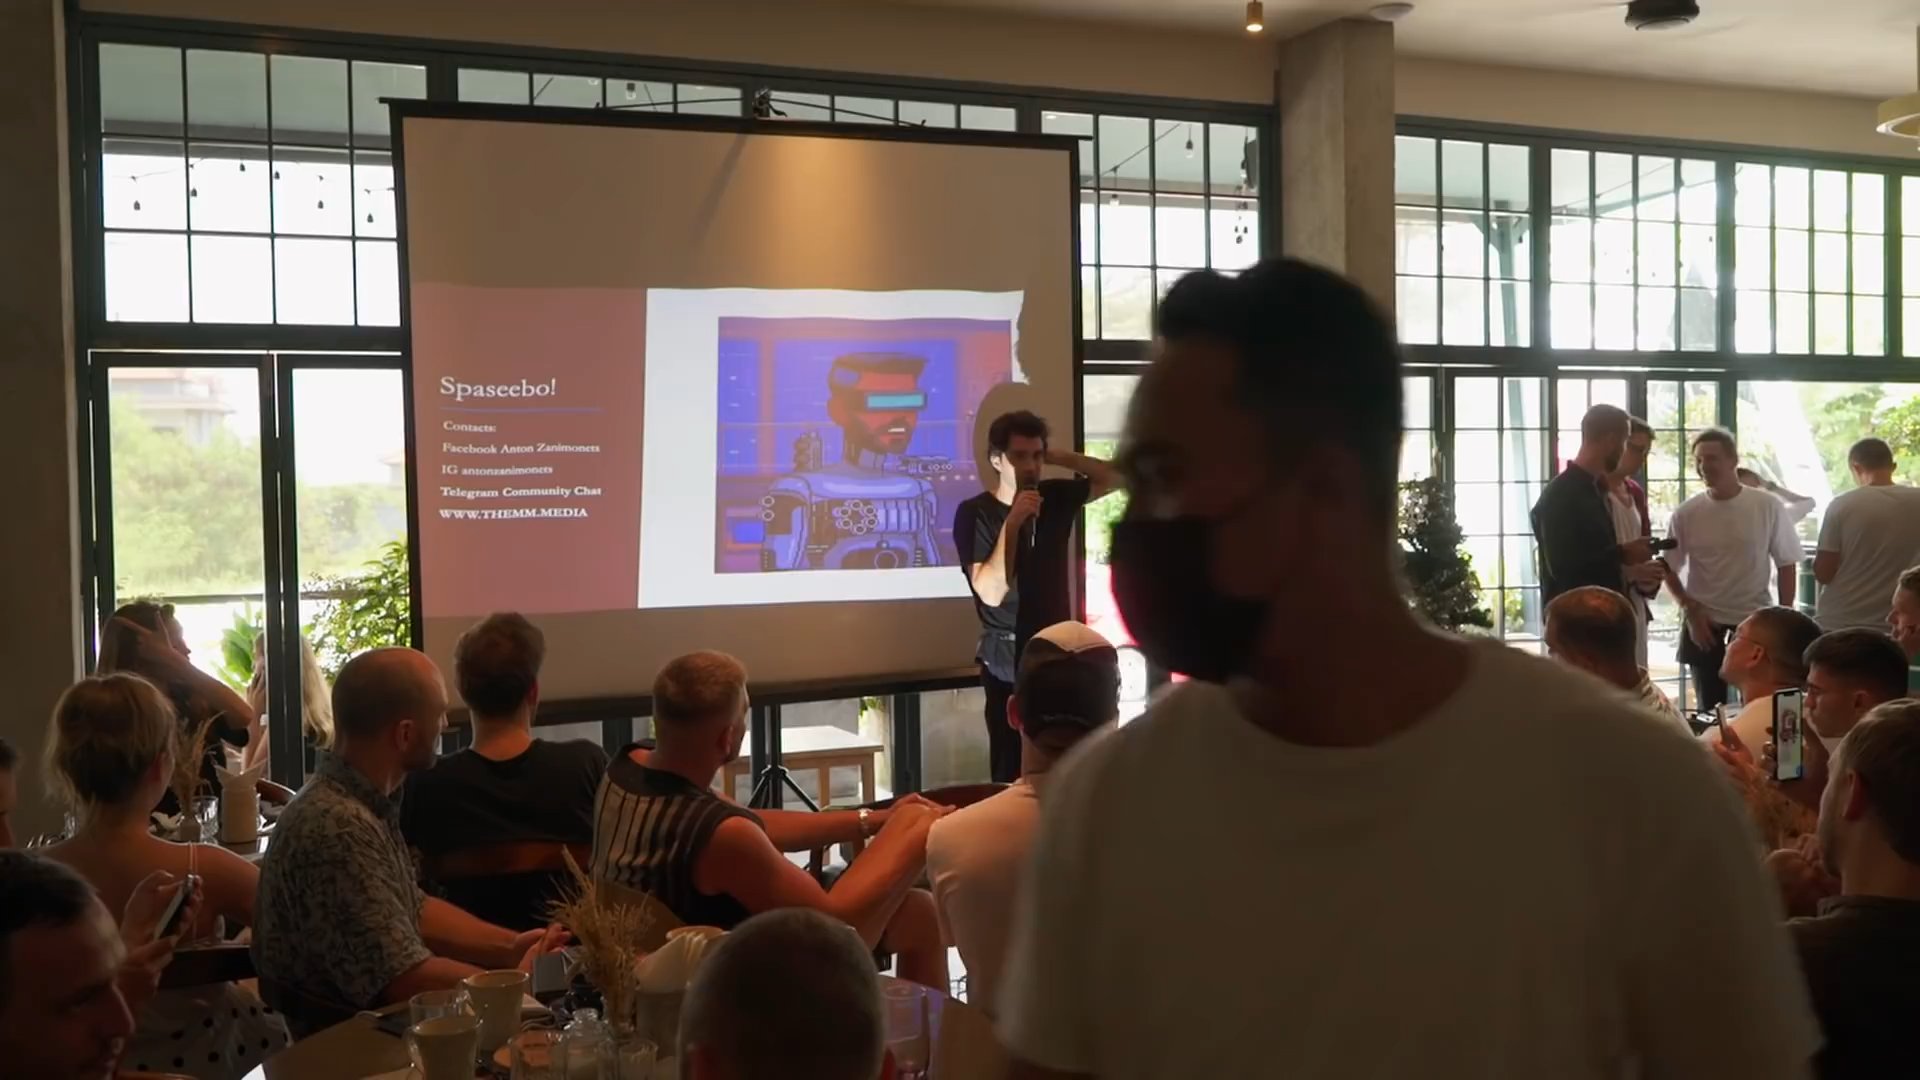 Spaseebo!
Contacts:
Facebook Anton Zanimonets
IG antonzanimonets
Telegram Community Chat
WWW.THEMM.MEDIA